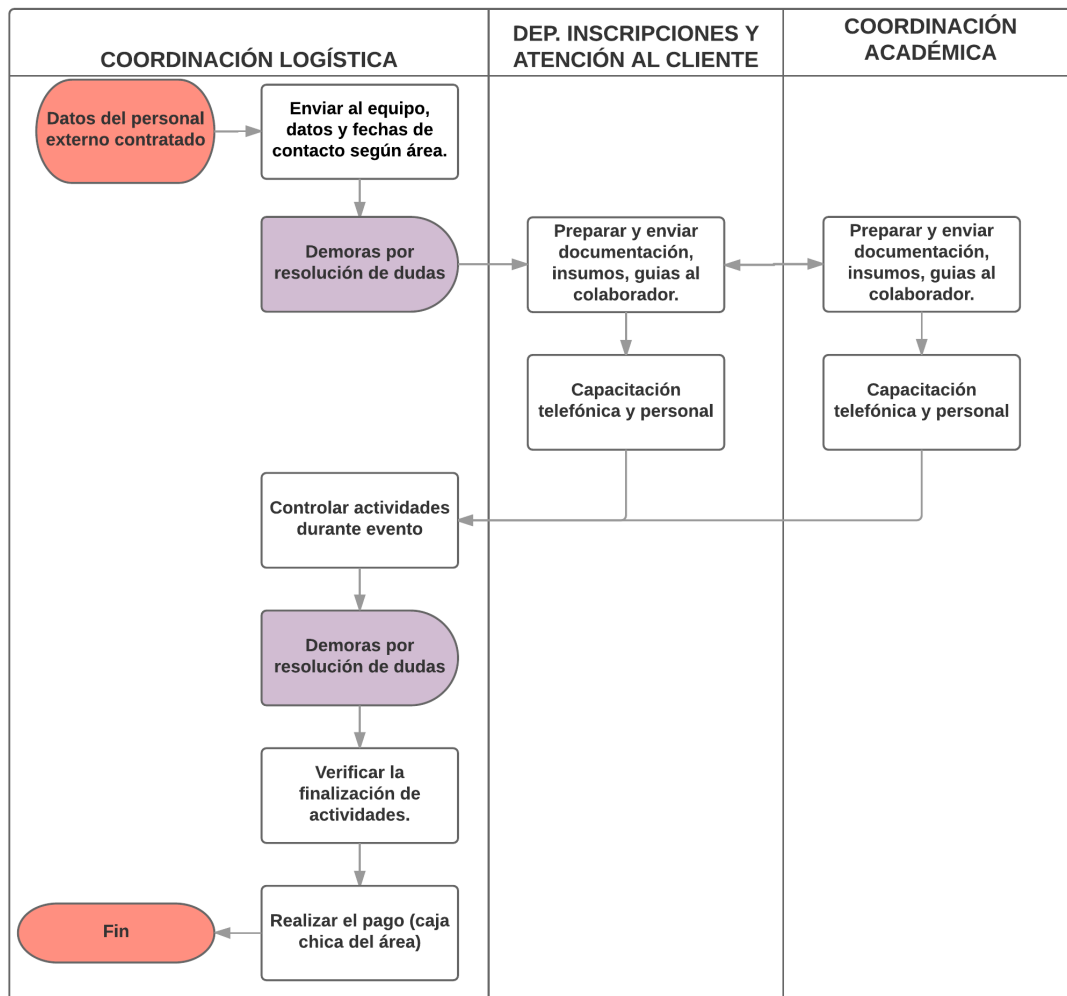 COORDINACIÓN LOGÍSTICA
DEP. INSCRIPCIONES Y
ATENCIÓN AL CLIENTE
COORDINACIÓN
ACADÉMICA
Datos del personal
externo contratado
Enviar al equipo,
datos y fechas de
contacto según área.
Demoras por
resolución de dudas
Preparar y enviar
documentación,
insumos, guias al
colaborador.
Preparar y enviar
documentación,
insumos, guias al
colaborador.
Capacitación
telefónica y personal
Capacitación
telefónica y personal
Controlar actividades
durante evento
Demoras por
resolución de dudas
Verificar la
finalización de
actividades.
Realizar el pago (caja
chica del área)
Fin